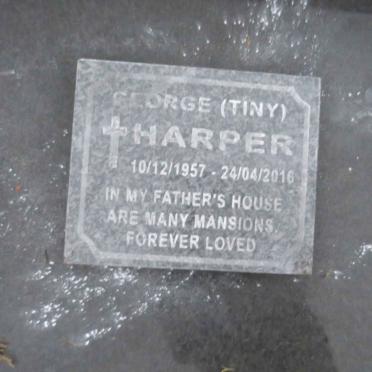 GEORGE (TINY)
HARPER
10/12/1957 - 24/04/2016
IN MY FATHER'S HOUSE
ARE MANY MANSIONS.
FOREVER LOVED